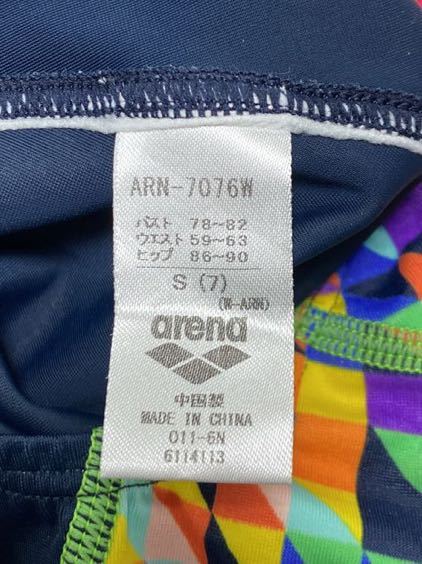 ARN-7076W
バスト 78~82
ウエスト 59~63
ヒップ 86~90
S (7)
(W-ARN)
arena
中国製
MADE IN CHINA
011-6N
6114113